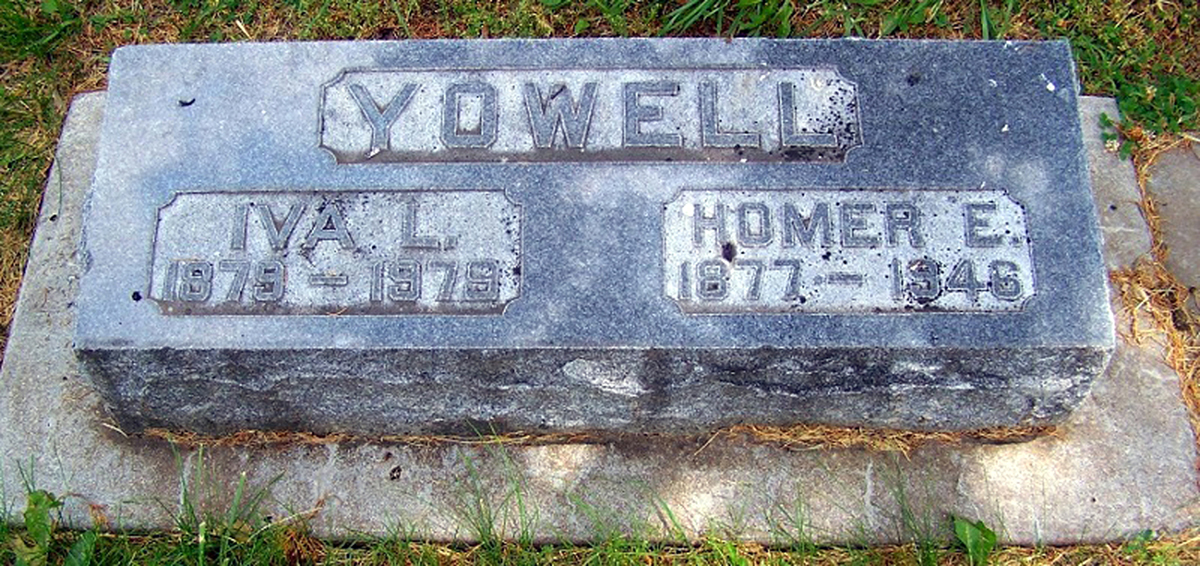 YOWELL
IVA L.
1879 – 1979
HOMER E.
1877 – 1946